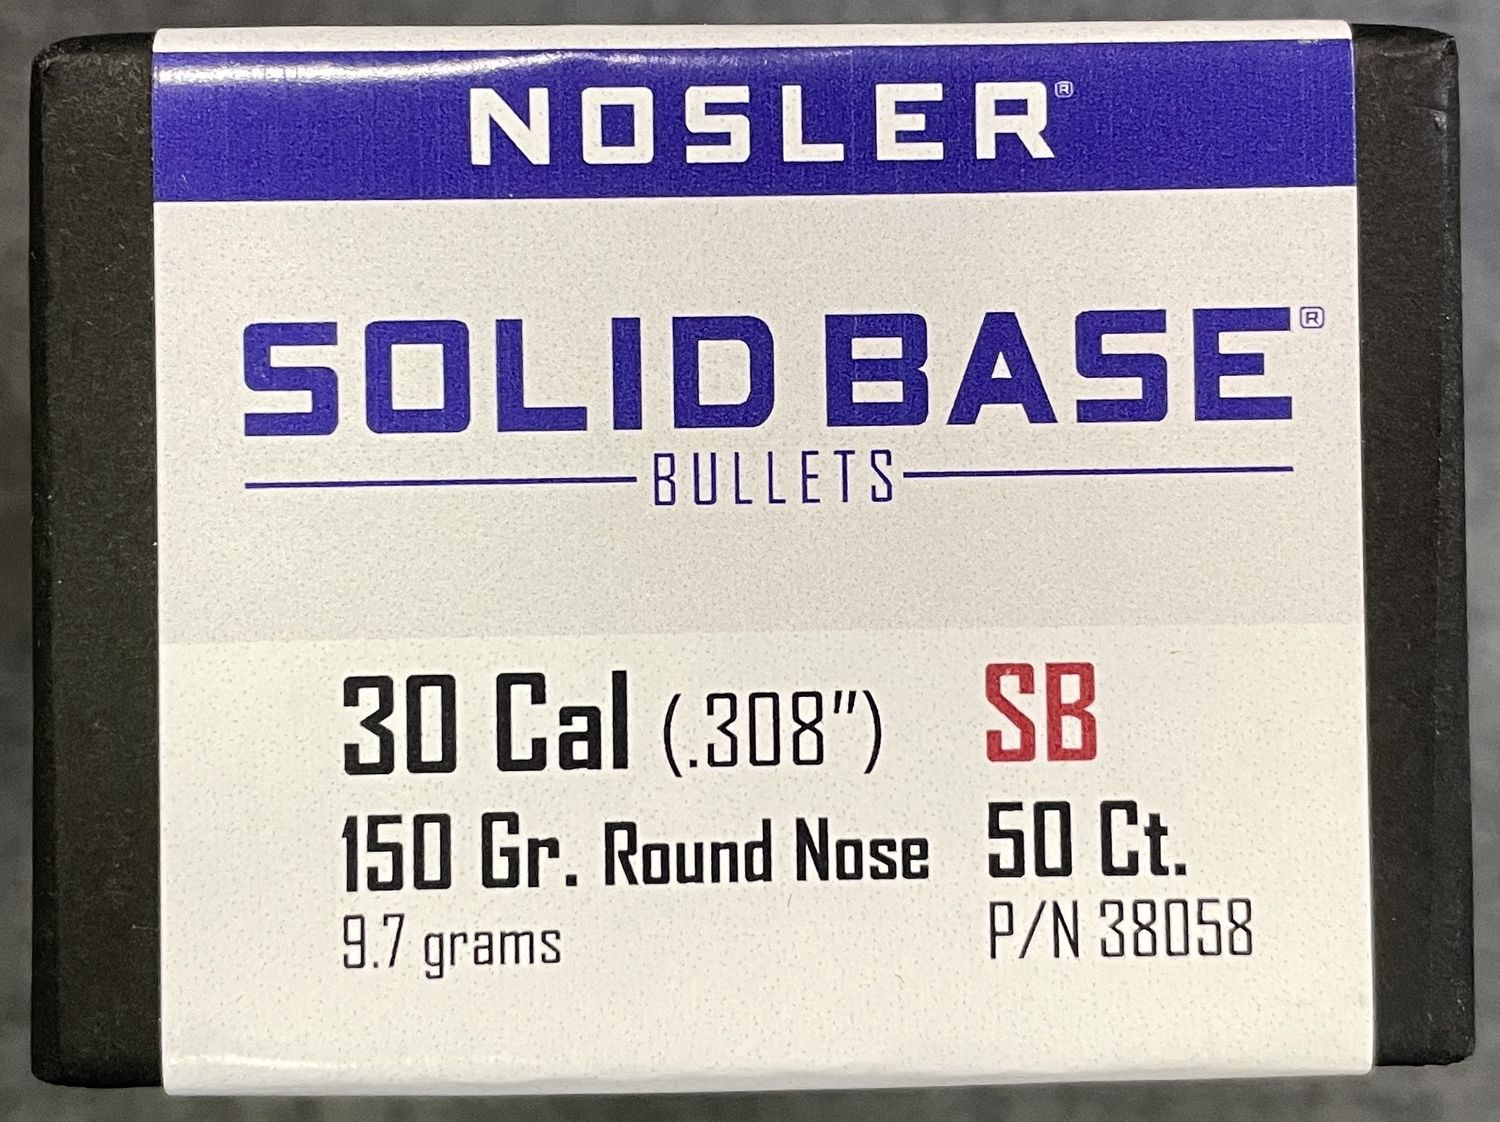 NOSLER®
SOLID BASE®
BULLETS
30 Cal (.308") SB
150 Gr. Round Nose 50 Ct.
9.7 grams P/N 38058